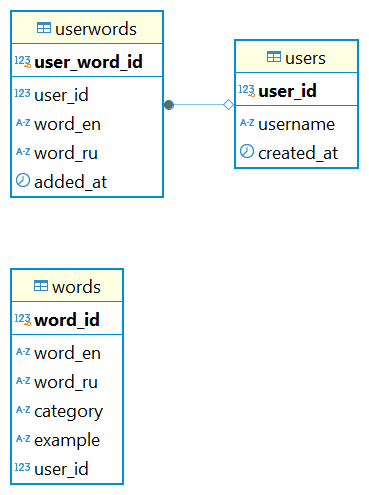 userwords
123 user_word_id
123 user_id
A-Z word_en
A-Z word_ru
added_at
users
123 user_id
A-Z username
created_at
words
123 word_id
A-Z word_en
A-Z word_ru
A-Z category
A-Z example
123 user_id